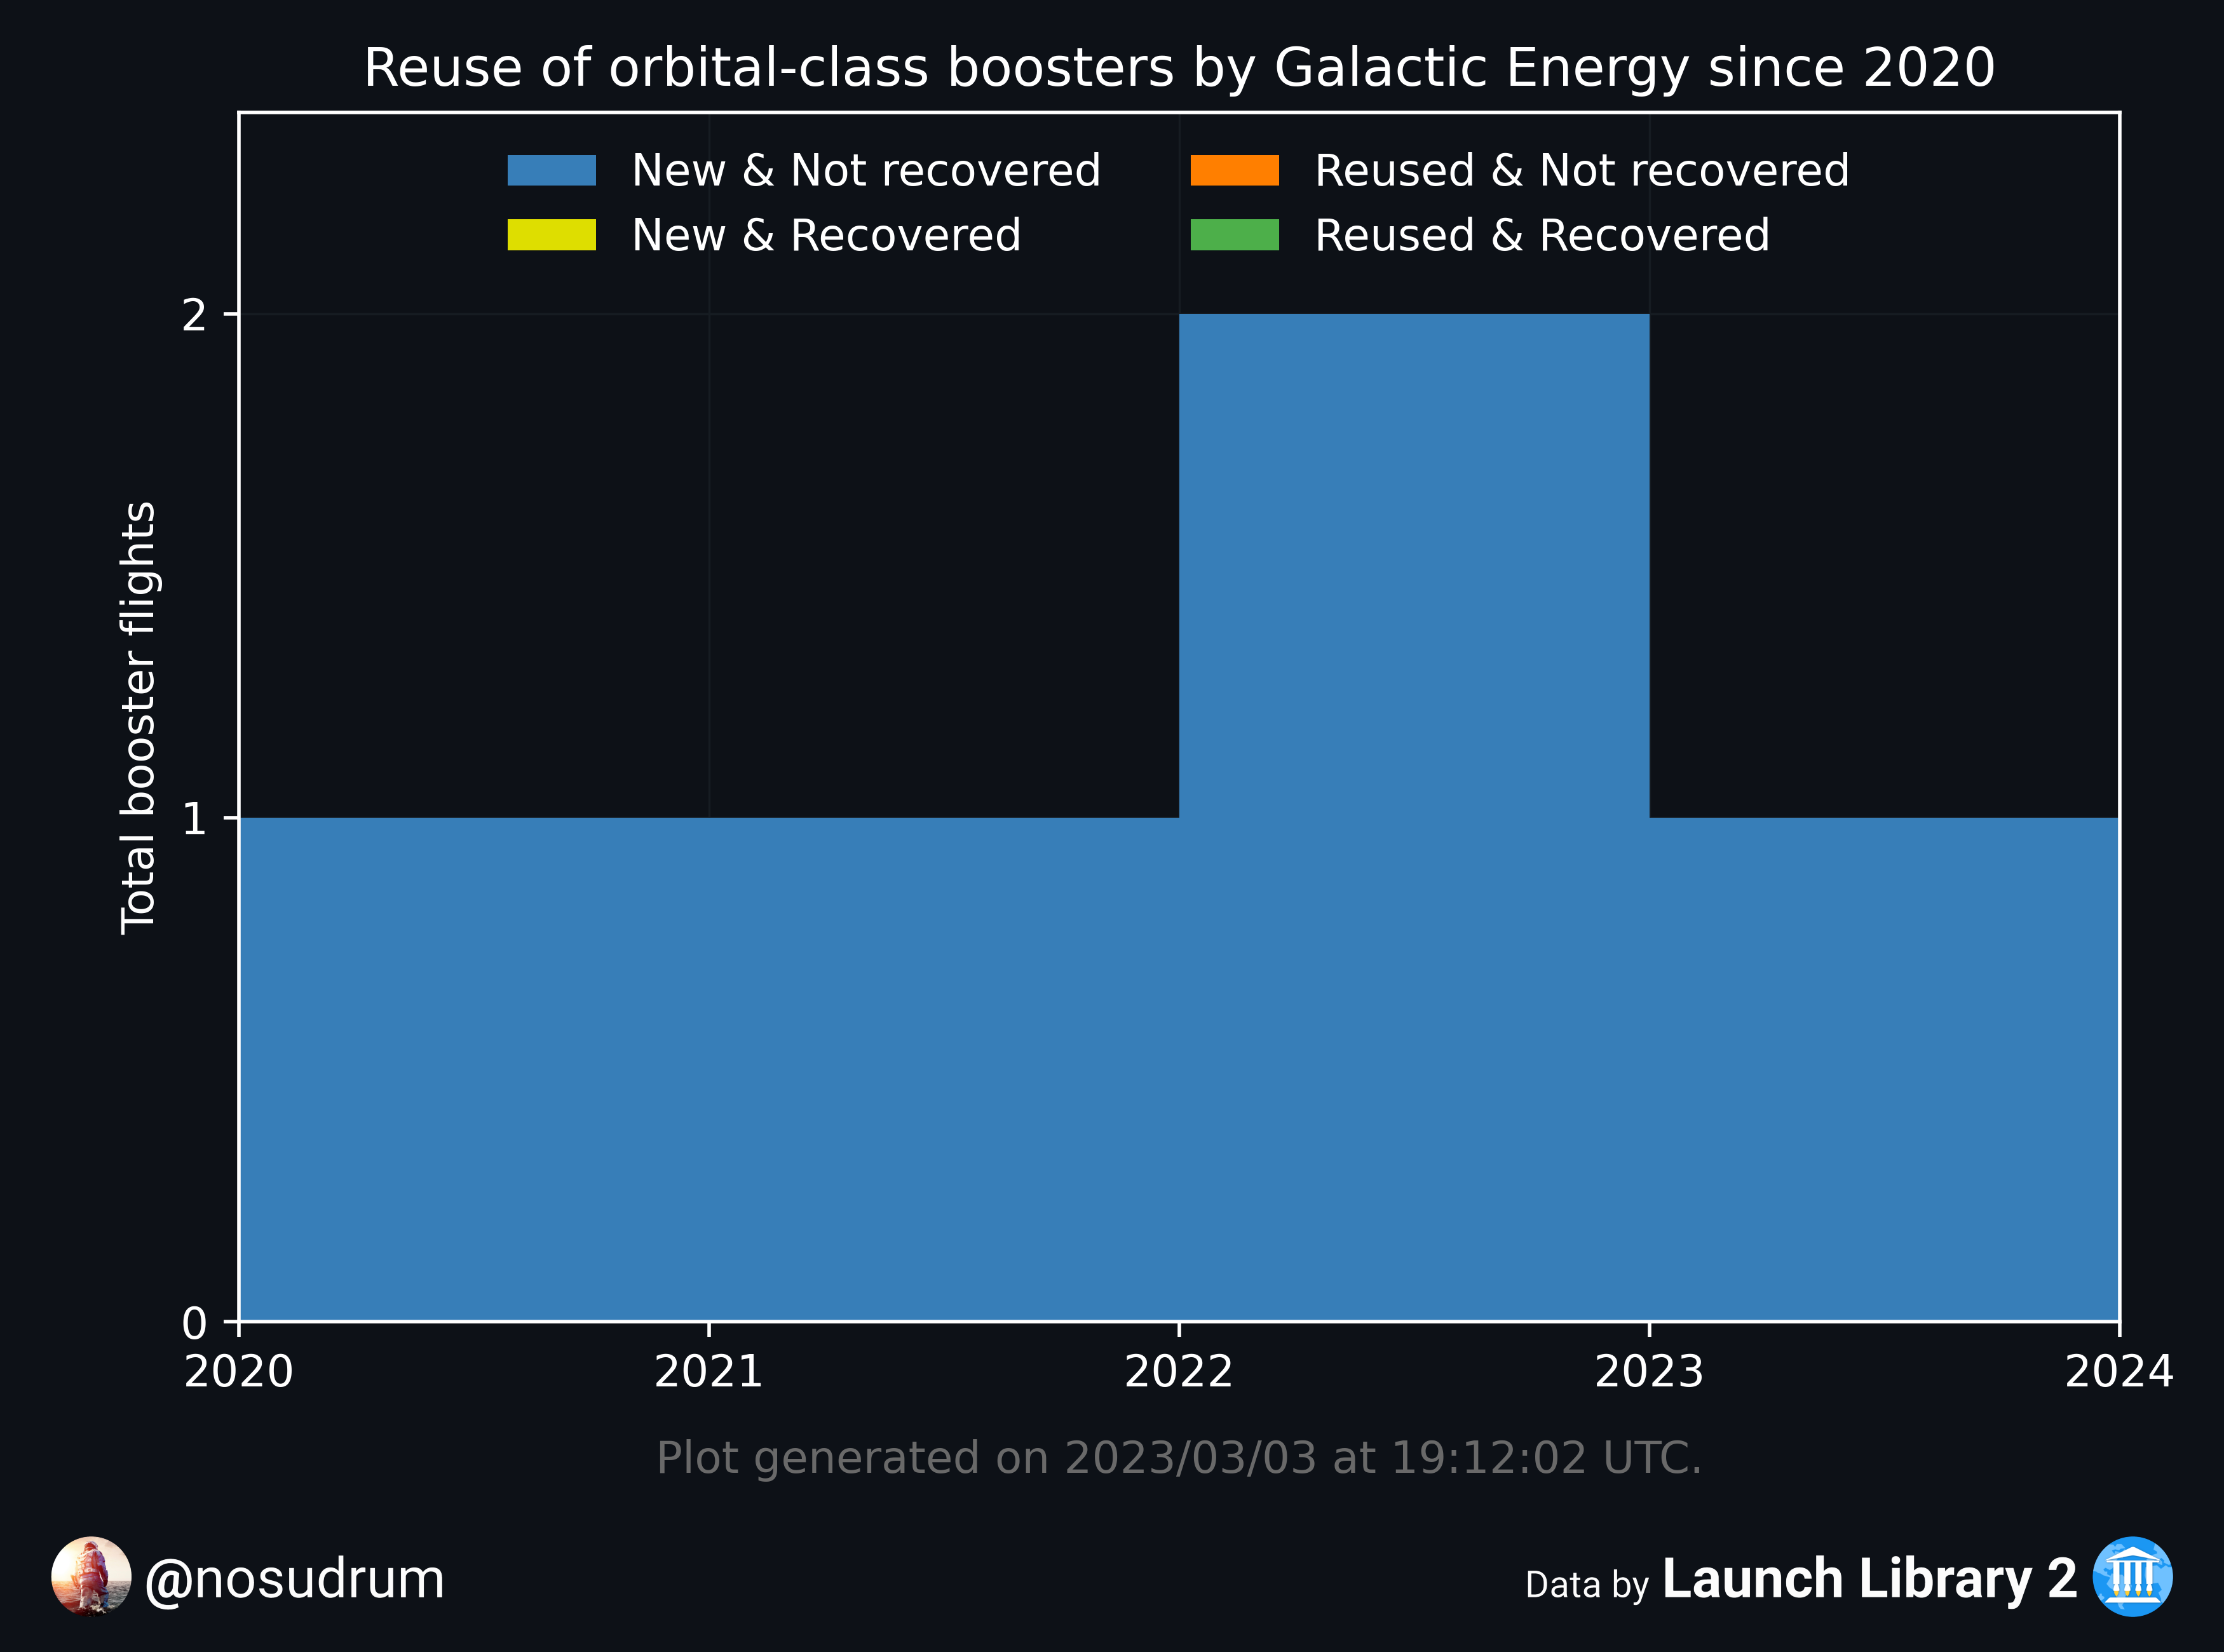 Reuse of orbital-class boosters by Galactic Energy since 2020
New & Not recovered
New & Recovered
Reused & Not recovered
Reused & Recovered
Total booster flights
2
1
0
2020 2021 2022 2023 2024
Plot generated on 2023/03/03 at 19:12:02 UTC.
@nosudrum
Data by Launch Library 2